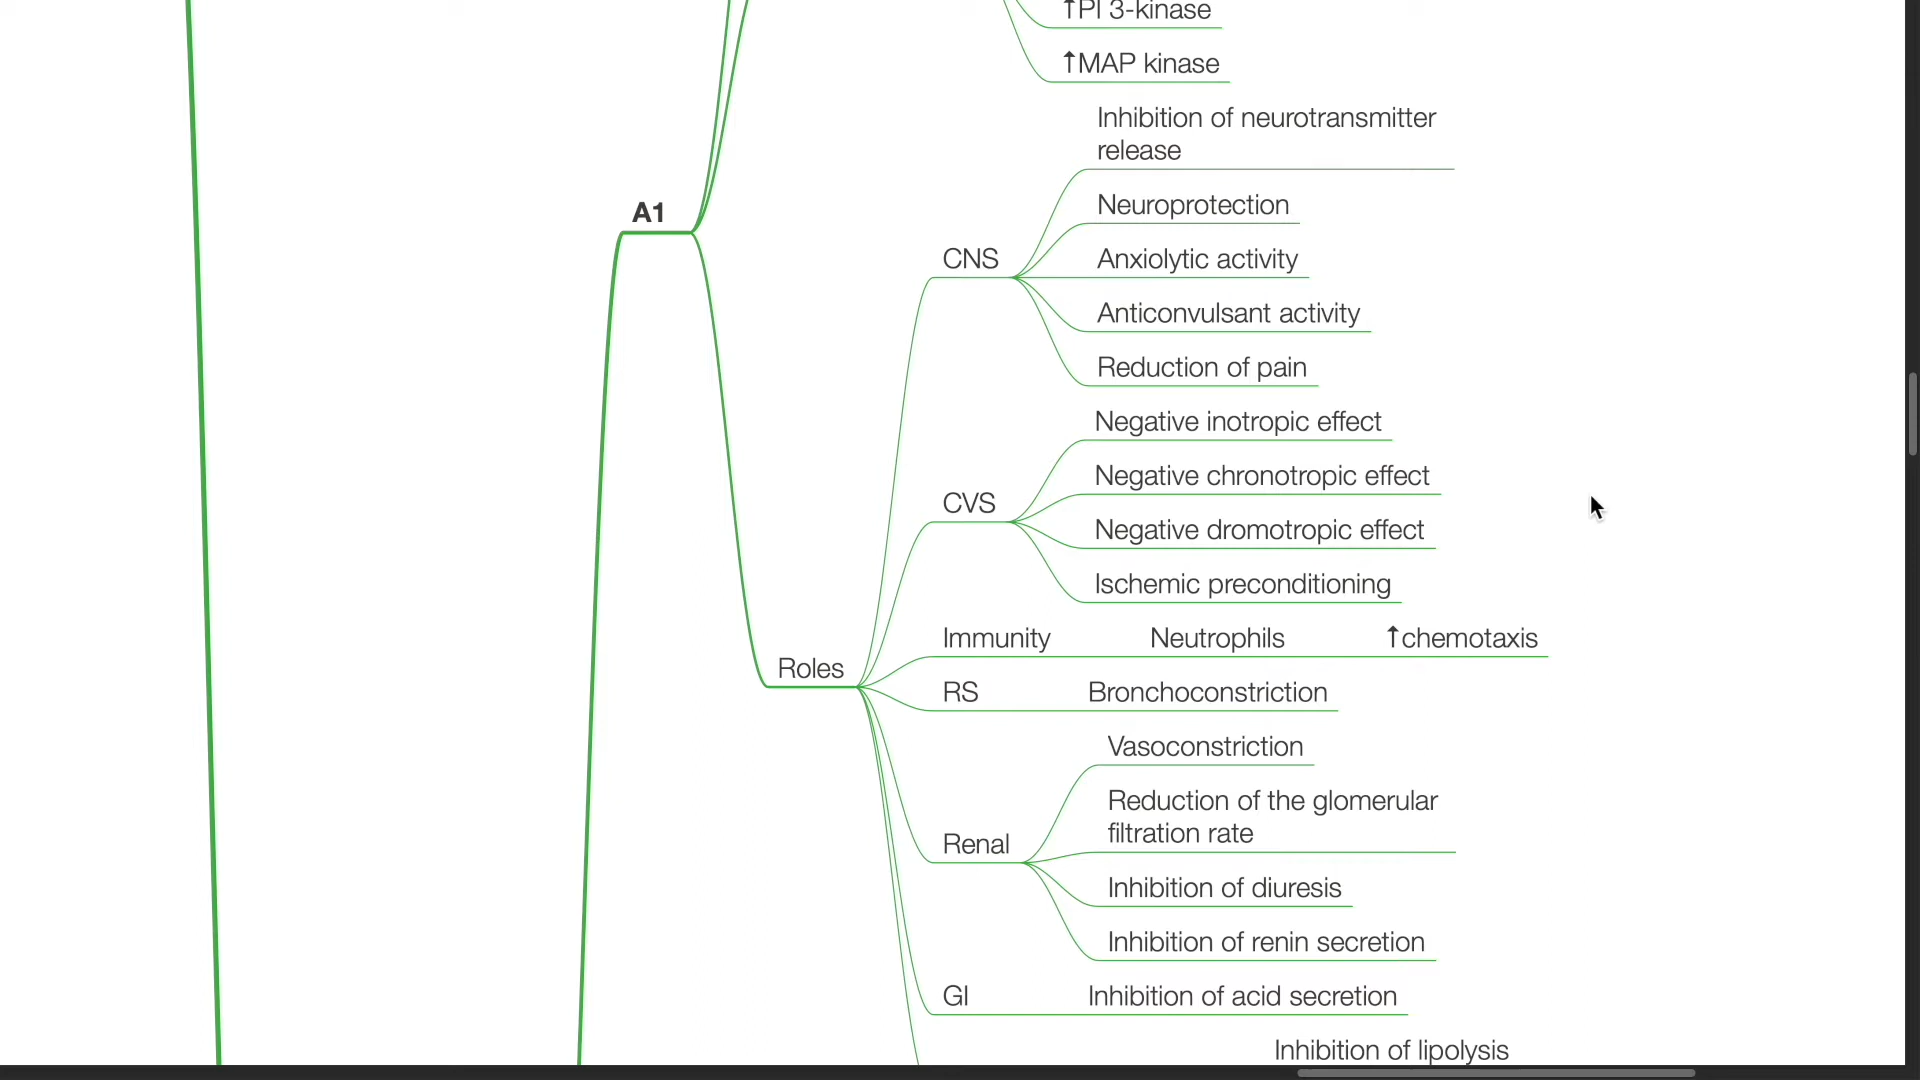 ↑PI 3-kinase
↑MAP kinase
A1
CNS
Inhibition of neurotransmitter
release
Neuroprotection
Anxiolytic activity
Anticonvulsant activity
Reduction of pain
CVS
Negative inotropic effect
Negative chronotropic effect
Negative dromotropic effect
Ischemic preconditioning
Roles
Immunity Neutrophils ↑chemotaxis
RS Bronchoconstriction
Renal
Vasoconstriction
Reduction of the glomerular
filtration rate
Inhibition of diuresis
Inhibition of renin secretion
GI Inhibition of acid secretion
Inhibition of lipolysis